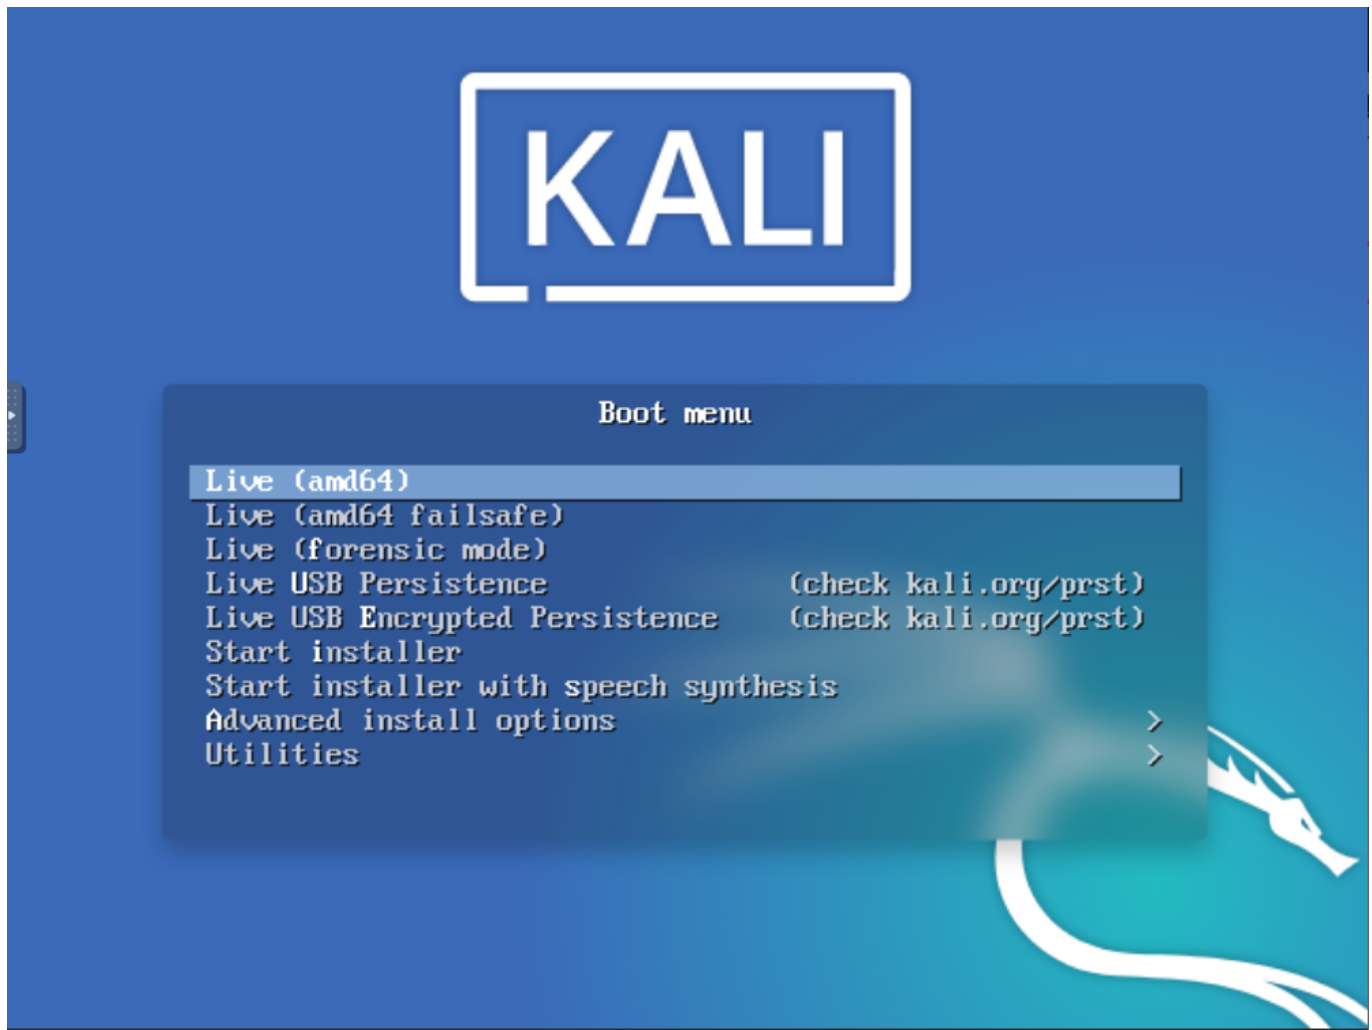 KALI
Boot menu
Live (amd64)
Live (amd64 failsafe)
Live (forensic mode)
Live USB Persistence (check kali.org/prst)
Live USB Encrypted Persistence (check kali.org/prst)
Start installer
Start installer with speech synthesis
Advanced install options >
Utilities >